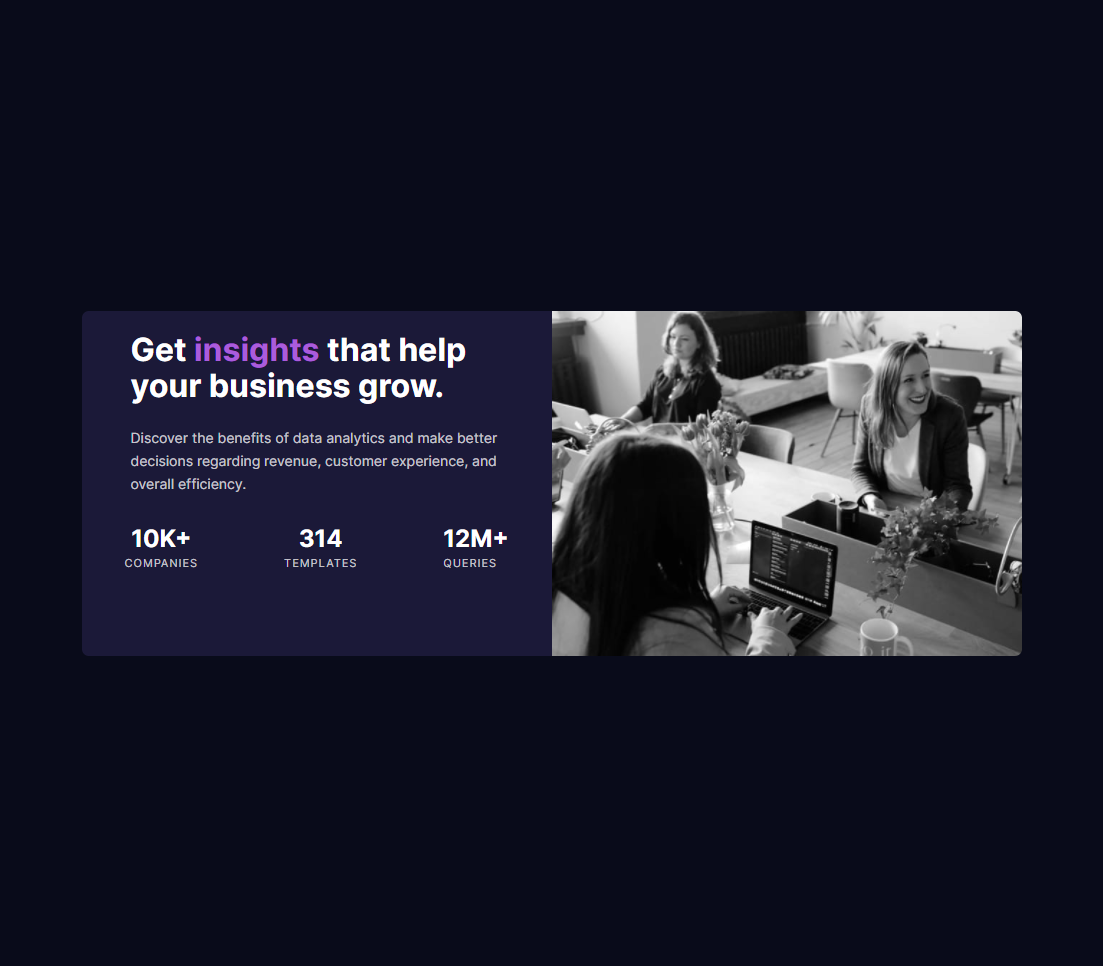 Get insights that help
your business grow.
Discover the benefits of data analytics and make better
decisions regarding revenue, customer experience, and
overall efficiency.
10K+ 314 12M+
COMPANIES TEMPLATES QUERIES